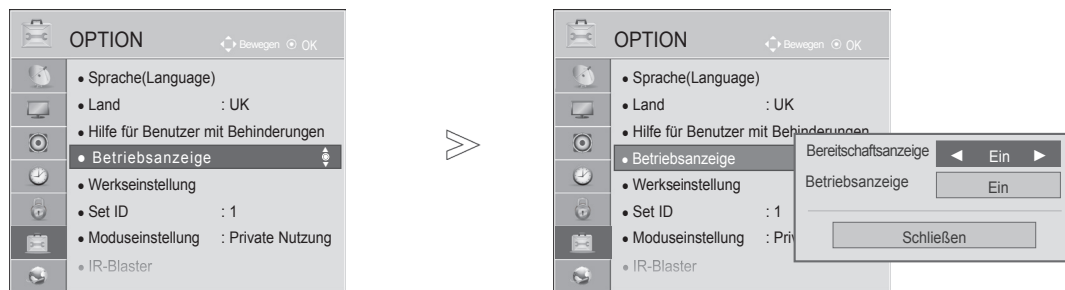 OPTION
Bewegen OK
• Sprache(Language)
• Land : UK
• Hilfe für Benutzer mit Behinderungen
• Betriebsanzeige
• Werkseinstellung
• Set ID : 1
• Moduseinstellung : Private Nutzung
• IR-Blaster
OPTION
Bewegen OK
• Sprache(Language)
• Land : UK
• Hilfe für Benutzer mit Behinderungen
• Betriebsanzeige
• Werkseinstellung
• Set ID : 1
• Moduseinstellung : Priv
• IR-Blaster
Bereitschaftsanzeige ◄ Ein ►
Betriebsanzeige Ein
Schließen